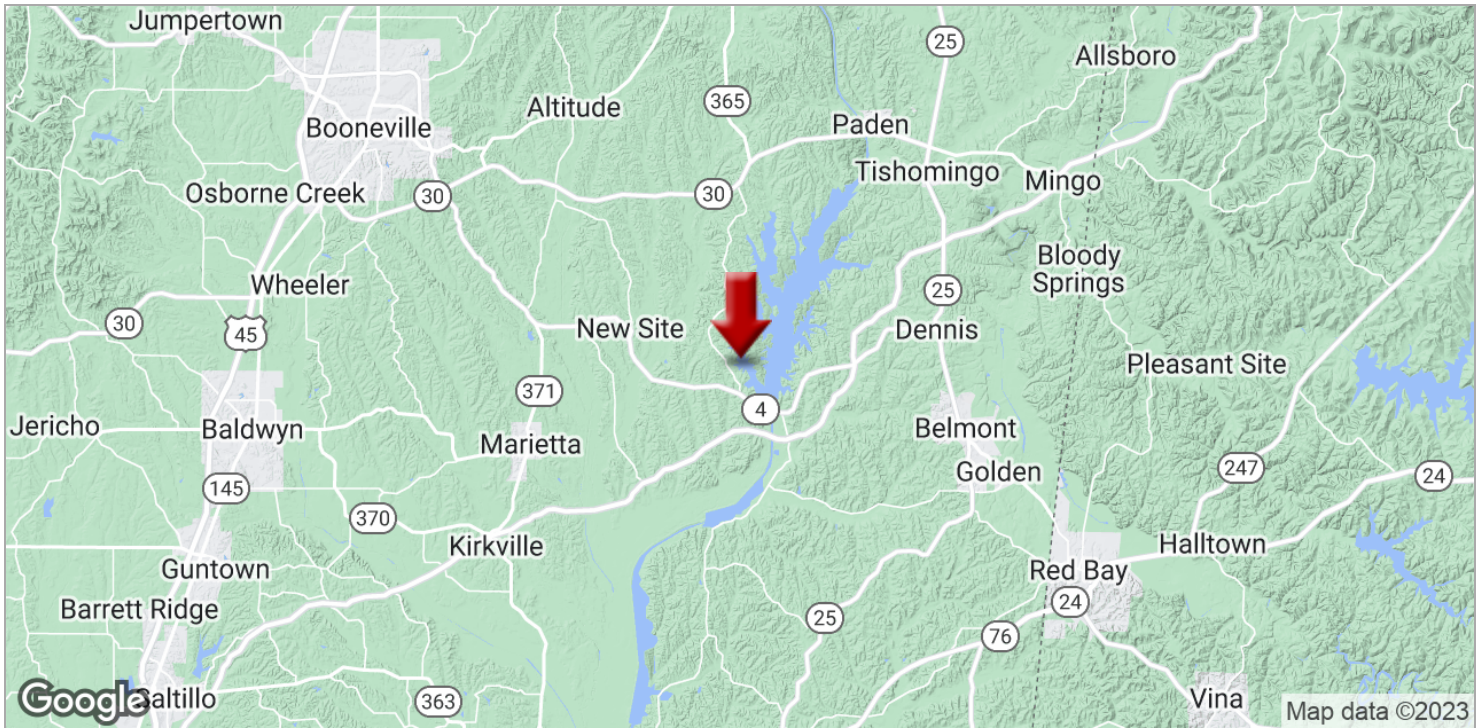 Jumpertown
25
Allsboro
365
Altitude
Paden
Booneville
Tishomingo
Mingo
Osborne Creek
30
30
Bloody
Springs
Wheeler
25
30
45
New Site
Dennis
Pleasant Site
371
4
Jericho
Baldwyn
Marietta
Belmont
Golden
247
24
145
370
Kirkville
Halltown
Guntown
Red Bay
24
Barrett Ridge
25
76
Google
Saltillo
363
Vina
Map data ©2023